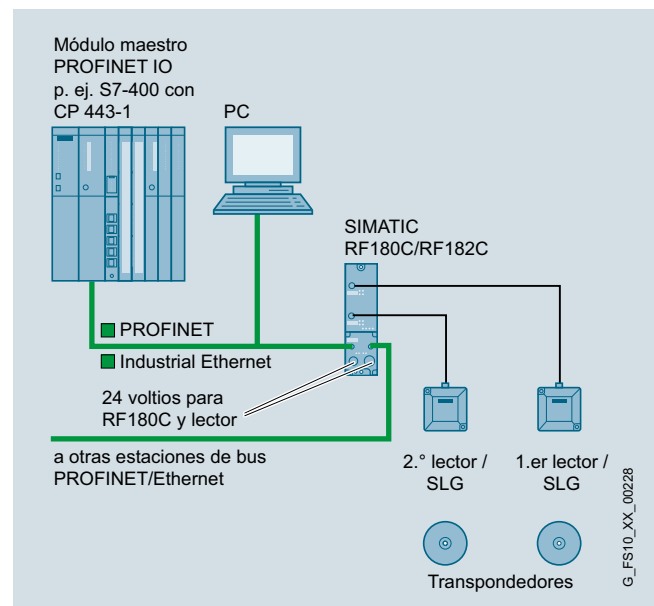 Módulo maestro
PROFINET IO
p. ej. S7-400 con
CP 443-1
PC
SIMATIC
RF180C/RF182C
PROFINET
Industrial Ethernet
24 voltios para
RF180C y lector
a otras estaciones de bus
PROFINET/Ethernet
2.° lector /
SLG
1.er lector /
SLG
Transpondedores
G_FS10_XX_00228